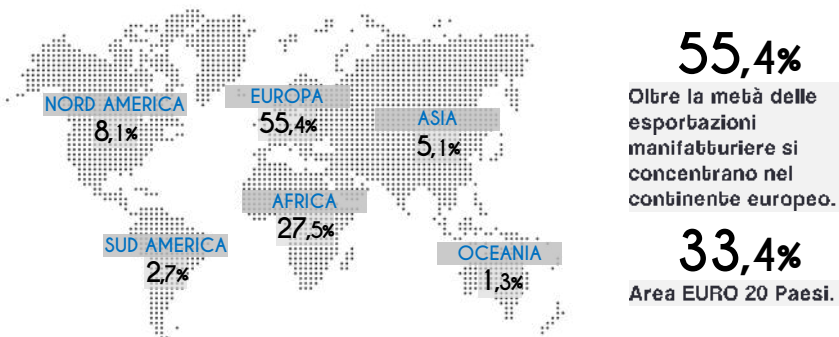 NORD AMERICA
8,1%
EUROPA
55,4%
ASIA
5,1%
AFRICA
27,5%
SUD AMERICA
2,7%
OCEANIA
1,3%
55,4%
Oltre la metà delle
esportazioni
manifatturiere si
concentrano nel
continente europeo.
33,4%
Area EURO 20 Paesi.